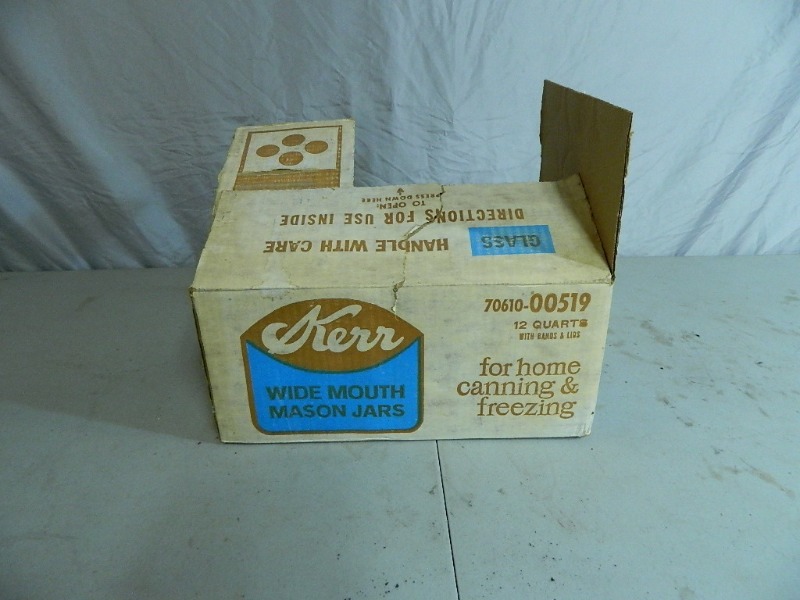 PRESS DOWN HERE
TO OPEN:
DIRECTIONS FOR USE INSIDE
HANDLE WITH CARE
GLASS
Kerr
WIDE MOUTH
MASON JARS
70610-00519
12 QUARTS
WITH BANDS & LIDS
for home
canning &
freezing